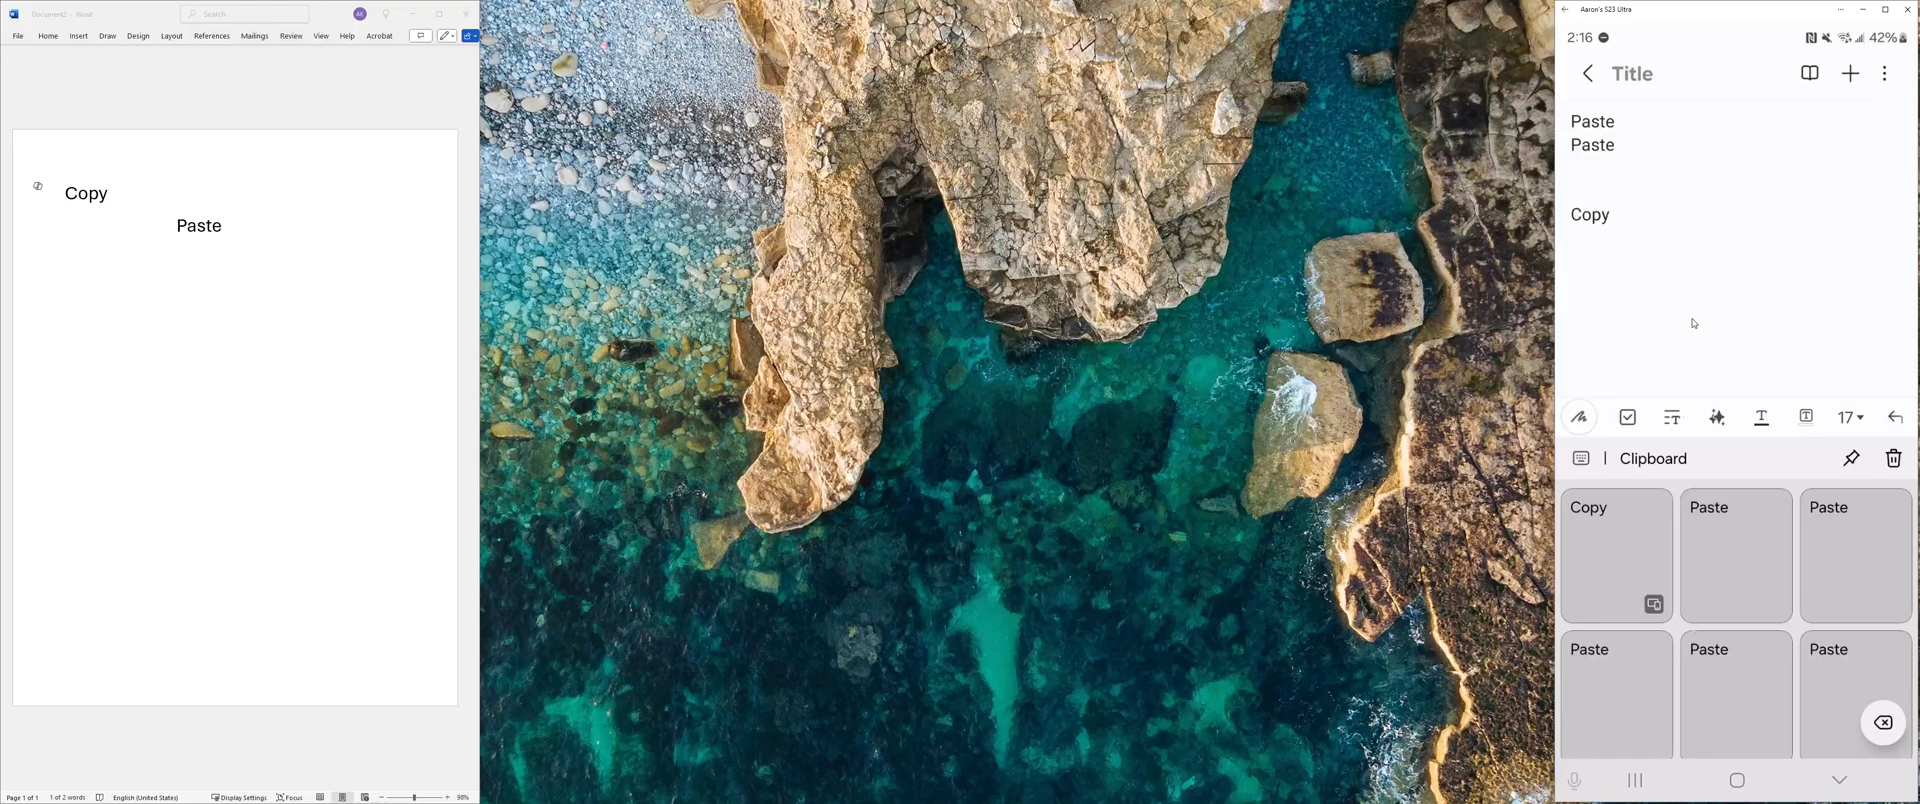 Document2 - Word
Search
AK
File Home Insert Draw Design Layout References Mailings Review View Help Acrobat
Copy
Paste
Page 1 of 1 1 of 2 words English (United States) Display Settings Focus 98%
Aaron's S23 Ultra
2:16 42%
Title
Paste
Paste
Copy
17
Clipboard
Copy Paste Paste
Paste Paste Paste